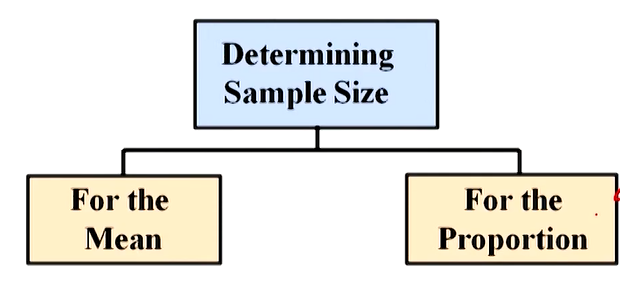 Determining
Sample Size
For the
Mean
For the
Proportion